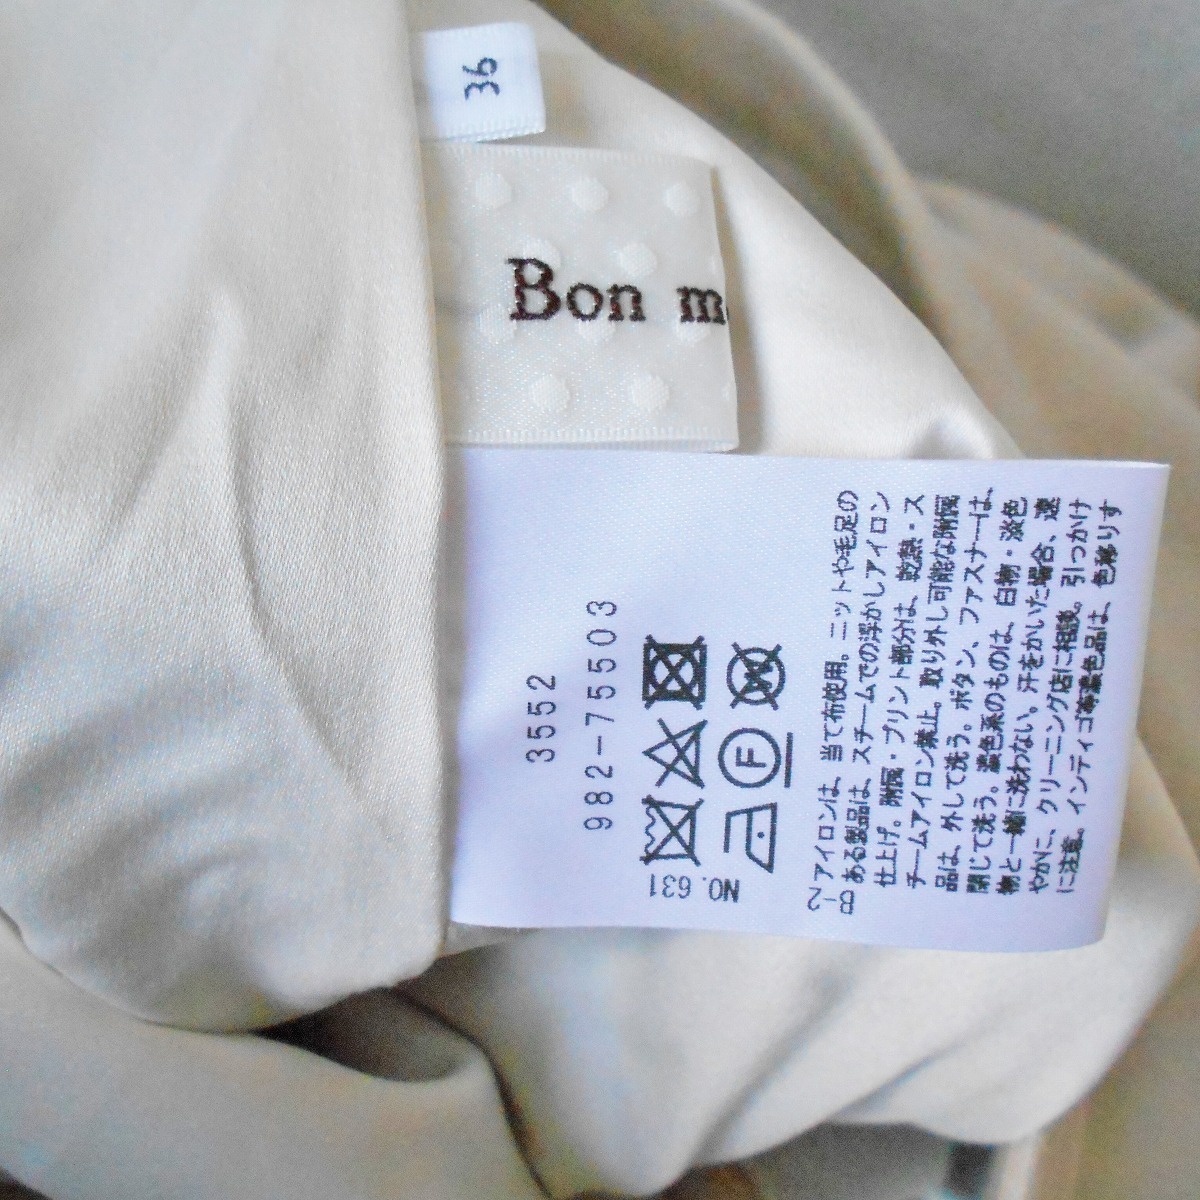 36
Bon m
3552
982-75503
F
W
NO. 631
B-2
アイロンは、当て布使用。ニットや毛足の
ある製品は、スチームでの浮かしアイロン
仕上げ。附属・プリント部分は、乾熱・ス
チームアイロン禁止。取り外し可能な附属
品は、外して洗う。ボタン、ファスナーは、
閉じて洗う。濃色系のものは、白物・淡色
物と一緒に洗わない。汗をかいた場合、速
やかに、クリーニング店に相談。引っかけ
に注意。インディゴ等濃色品は、色移りす